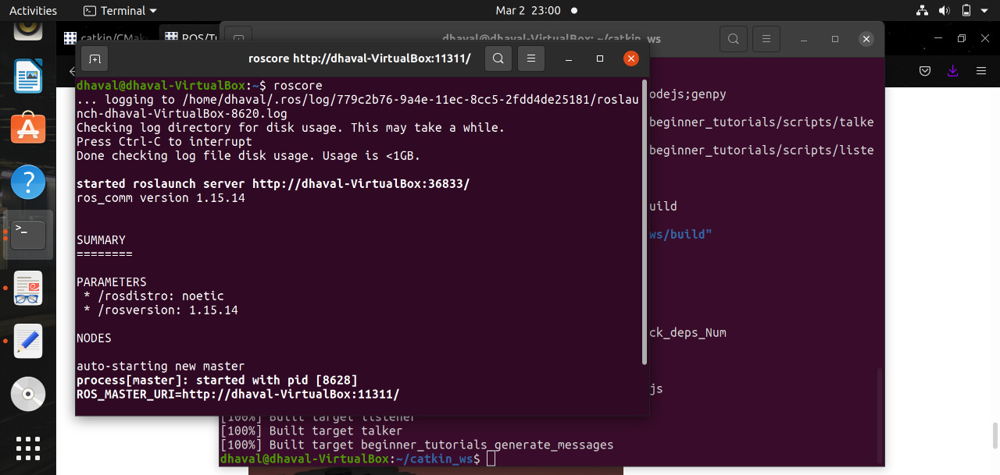 Activities
Terminal
Mar 2 23:00
catkin/CMak
ROS/Tu
dhaval@dhaval-VirtualBox: ~/catkin_ws
roscore http://dhaval-VirtualBox:11311/
dhaval@dhaval-VirtualBox:~$ roscore
... logging to /home/dhaval/.ros/log/779c2b76-9a4e-11ec-8cc5-2fdd4de25181/roslau
nch-dhaval-VirtualBox-8620.log
Checking log directory for disk usage. This may take a while.
Press Ctrl-C to interrupt
Done checking log file disk usage. Usage is <1GB.
started roslaunch server http://dhaval-VirtualBox:36833/
ros_comm version 1.15.14
SUMMARY
========
PARAMETERS
* /rosdistro: noetic
* /rosversion: 1.15.14
NODES
auto-starting new master
process[master]: started with pid [8628]
ROS_MASTER_URI=http://dhaval-VirtualBox:11311/
odejs;genpy
beginner_tutorials/scripts/talke
beginner_tutorials/scripts/liste
uild
ws/build"
ck_deps_Num
js
[100%] Built target listener
[100%] Built target talker
[100%] Built target beginner_tutorials_generate_messages
dhaval@dhaval-VirtualBox:~/catkin_ws$